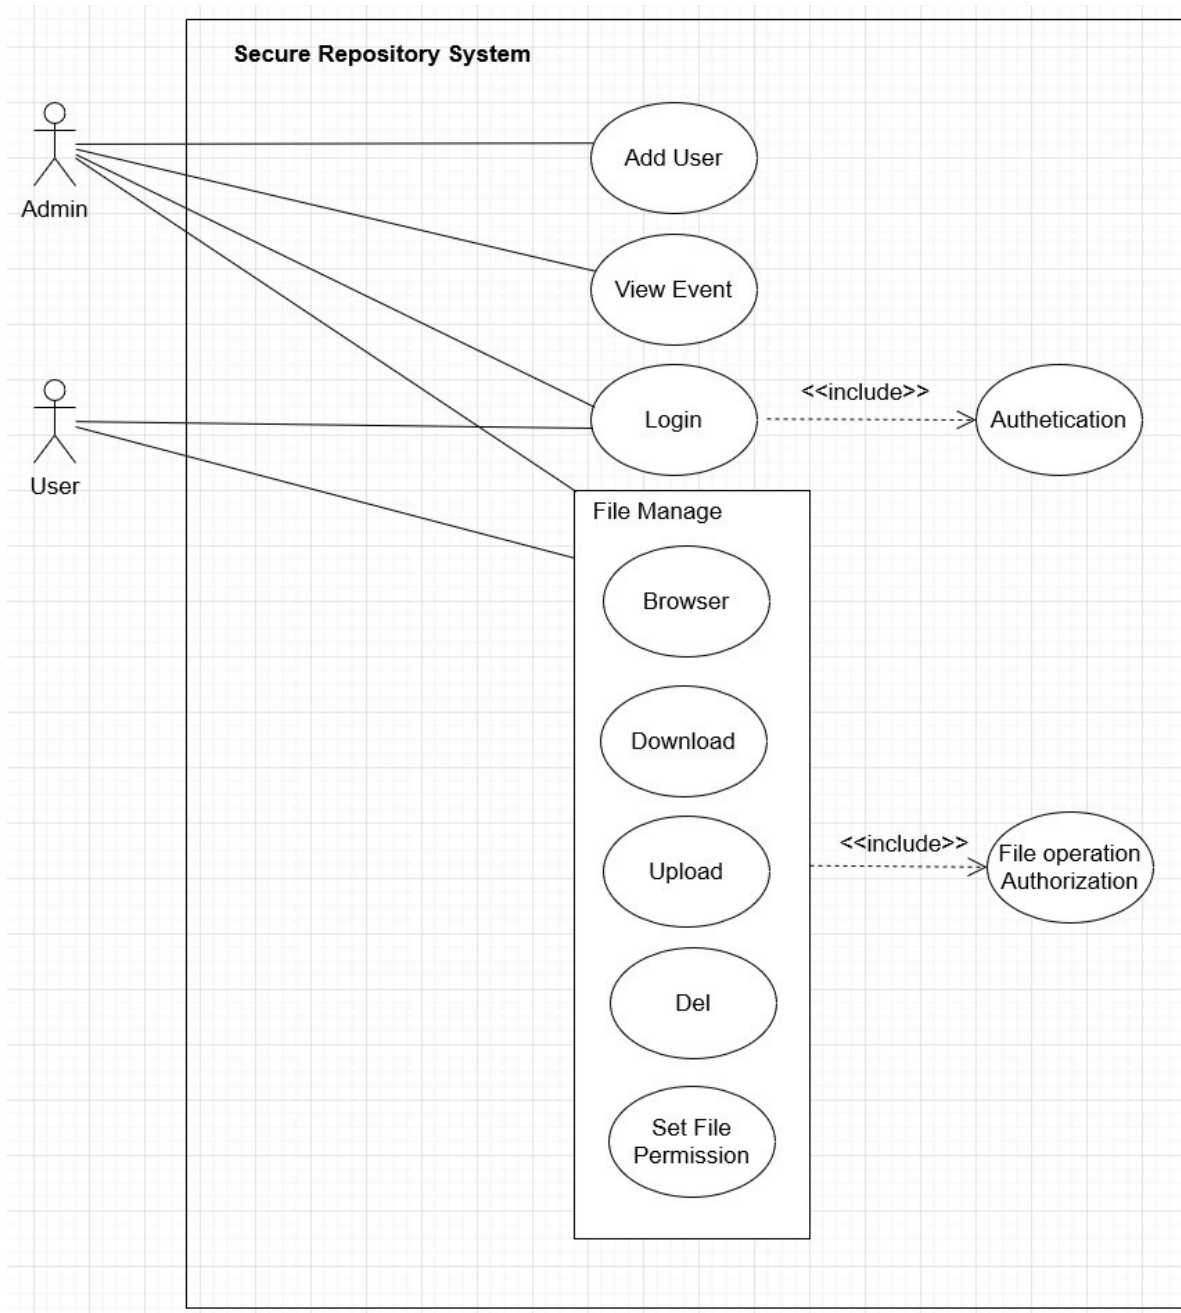 Secure Repository System
Add User
Admin
View Event
<<include>>
Login
Authetication
User
File Manage
Browser
Download
<<include>>
Upload
File operation
Authorization
Del
Set File
Permission